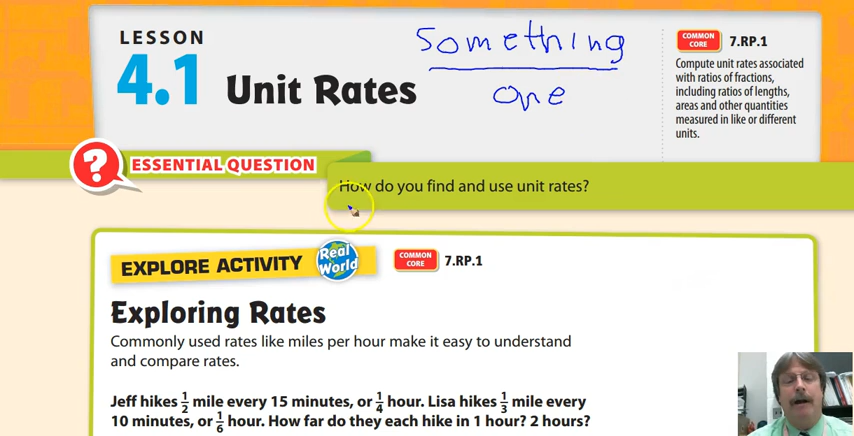 LESSON
4.1 Unit Rates
something
one
COMMON CORE 7.RP.1
Compute unit rates associated
with ratios of fractions,
including ratios of lengths,
areas and other quantities
measured in like or different
units.
? ESSENTIAL QUESTION
How do you find and use unit rates?
EXPLORE ACTIVITY Real World COMMON CORE 7.RP.1
Exploring Rates
Commonly used rates like miles per hour make it easy to understand
and compare rates.
Jeff hikes 1/2 mile every 15 minutes, or 1/4 hour. Lisa hikes 1/3 mile every
10 minutes, or 1/6 hour. How far do they each hike in 1 hour? 2 hours?